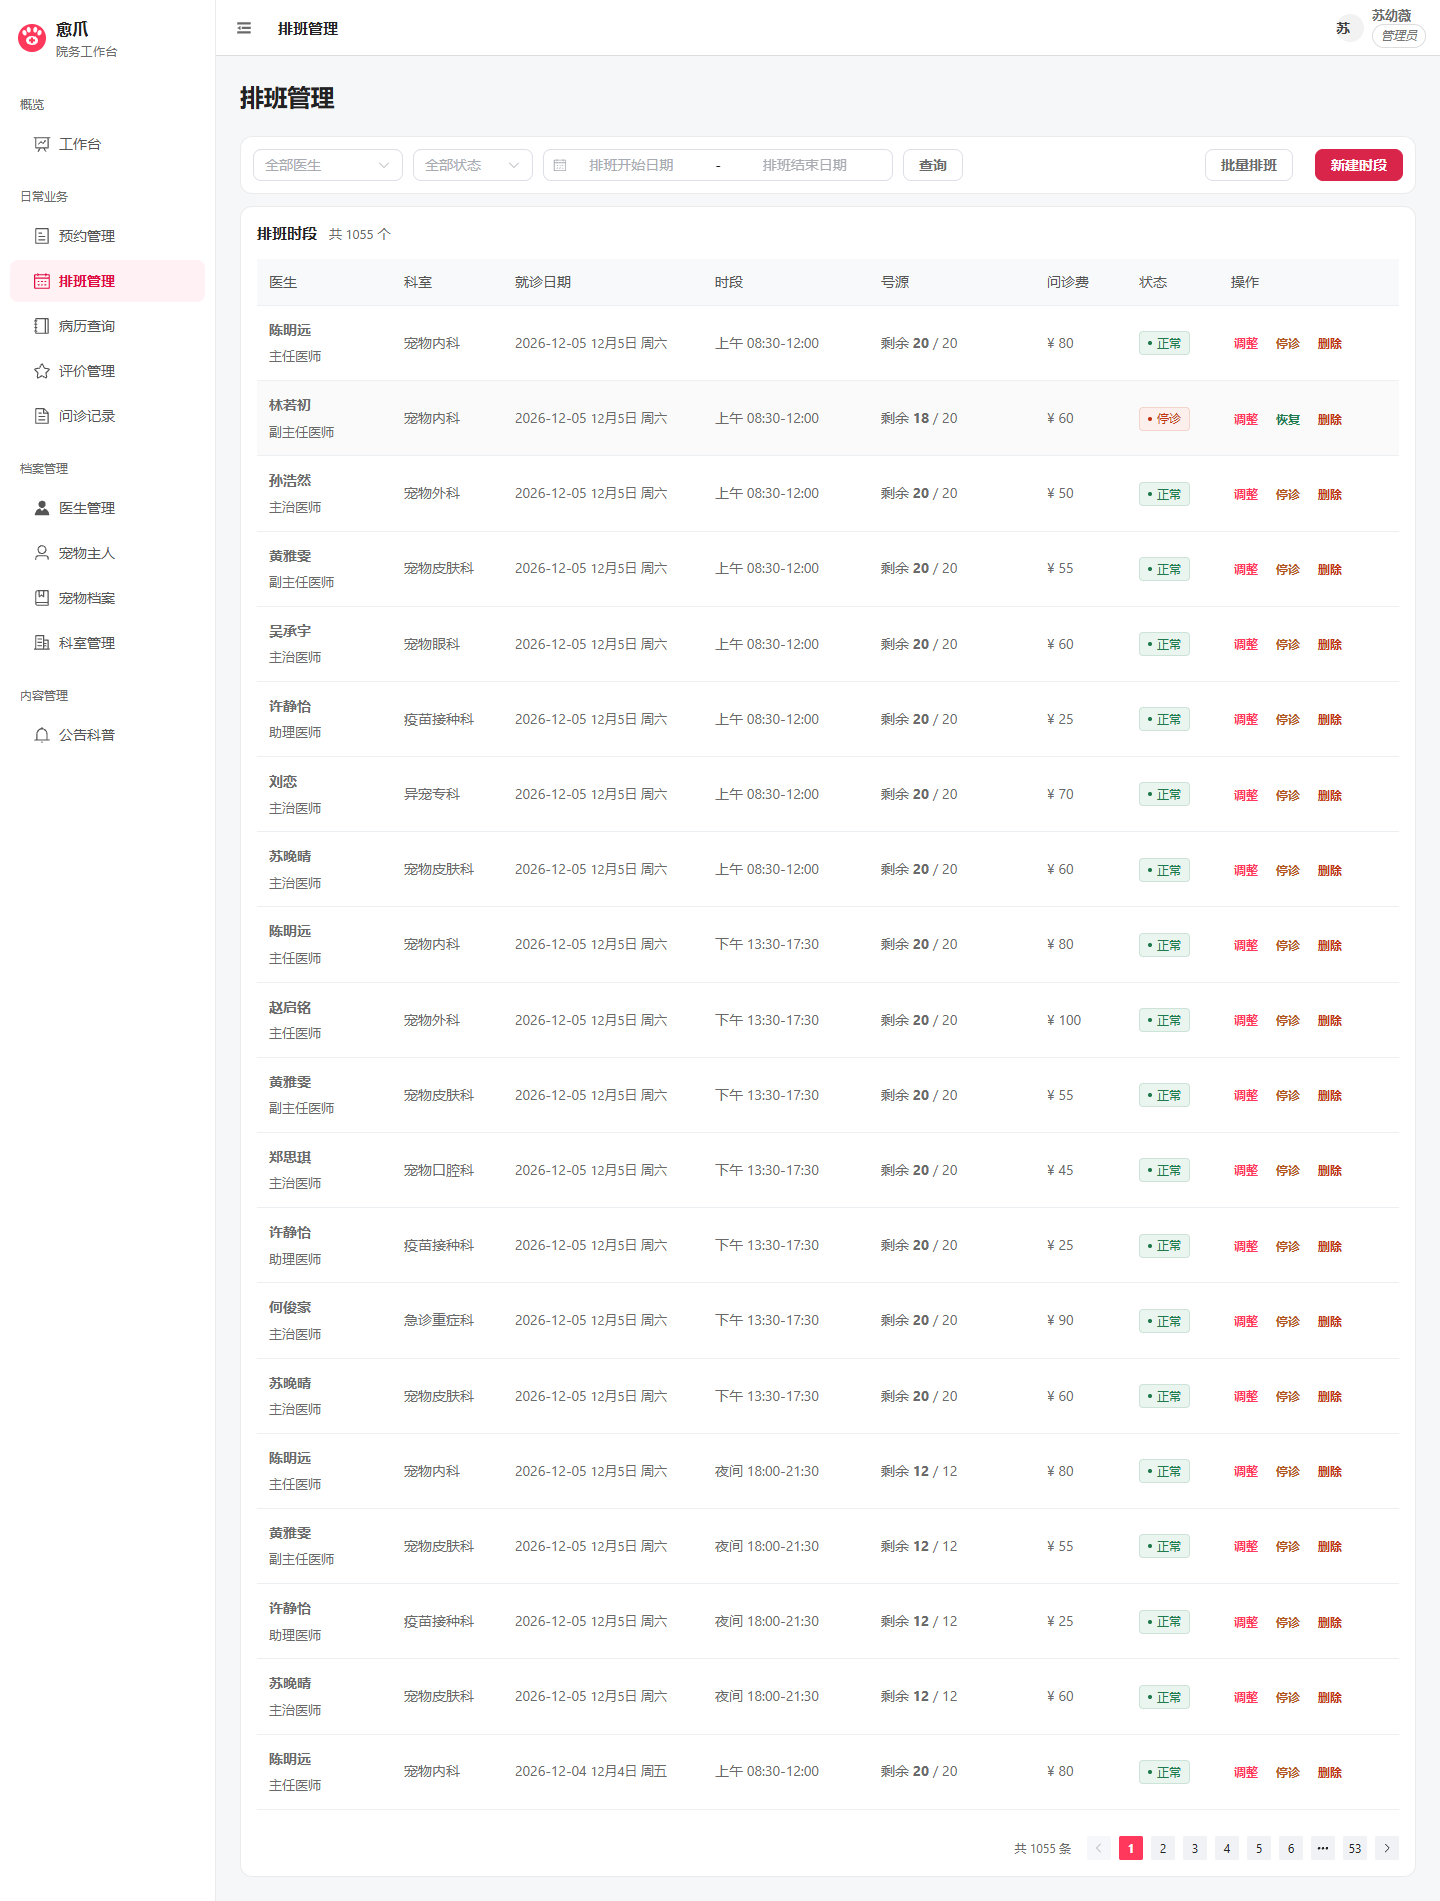 愈爪
院务工作台
概览
工作台
日常业务
预约管理
排班管理
病历查询
评价管理
问诊记录
档案管理
医生管理
宠物主人
宠物档案
科室管理
内容管理
公告科普
排班管理
苏
苏幼薇
管理员
排班管理
全部医生
全部状态
排班开始日期 - 排班结束日期
查询
批量排班
新建时段
排班时段 共 1055 个
医生 科室 就诊日期 时段 号源 问诊费 状态 操作
陈明远 主任医师 宠物内科 2026-12-05 12月5日 周六 上午 08:30-12:00 剩余 20 / 20 ¥ 80 正常 调整 停诊 删除
林若初 副主任医师 宠物内科 2026-12-05 12月5日 周六 上午 08:30-12:00 剩余 18 / 20 ¥ 60 停诊 调整 恢复 删除
孙浩然 主治医师 宠物外科 2026-12-05 12月5日 周六 上午 08:30-12:00 剩余 20 / 20 ¥ 50 正常 调整 停诊 删除
黄雅雯 副主任医师 宠物皮肤科 2026-12-05 12月5日 周六 上午 08:30-12:00 剩余 20 / 20 ¥ 55 正常 调整 停诊 删除
吴承宇 主治医师 宠物眼科 2026-12-05 12月5日 周六 上午 08:30-12:00 剩余 20 / 20 ¥ 60 正常 调整 停诊 删除
许静怡 助理医师 疫苗接种科 2026-12-05 12月5日 周六 上午 08:30-12:00 剩余 20 / 20 ¥ 25 正常 调整 停诊 删除
刘恋 主治医师 异宠专科 2026-12-05 12月5日 周六 上午 08:30-12:00 剩余 20 / 20 ¥ 70 正常 调整 停诊 删除
苏晚晴 主治医师 宠物皮肤科 2026-12-05 12月5日 周六 上午 08:30-12:00 剩余 20 / 20 ¥ 60 正常 调整 停诊 删除
陈明远 主任医师 宠物内科 2026-12-05 12月5日 周六 下午 13:30-17:30 剩余 20 / 20 ¥ 80 正常 调整 停诊 删除
赵启铭 主任医师 宠物外科 2026-12-05 12月5日 周六 下午 13:30-17:30 剩余 20 / 20 ¥ 100 正常 调整 停诊 删除
黄雅雯 副主任医师 宠物皮肤科 2026-12-05 12月5日 周六 下午 13:30-17:30 剩余 20 / 20 ¥ 55 正常 调整 停诊 删除
郑思琪 主治医师 宠物口腔科 2026-12-05 12月5日 周六 下午 13:30-17:30 剩余 20 / 20 ¥ 45 正常 调整 停诊 删除
许静怡 助理医师 疫苗接种科 2026-12-05 12月5日 周六 下午 13:30-17:30 剩余 20 / 20 ¥ 25 正常 调整 停诊 删除
何俊豪 主治医师 急诊重症科 2026-12-05 12月5日 周六 下午 13:30-17:30 剩余 20 / 20 ¥ 90 正常 调整 停诊 删除
苏晚晴 主治医师 宠物皮肤科 2026-12-05 12月5日 周六 下午 13:30-17:30 剩余 20 / 20 ¥ 60 正常 调整 停诊 删除
陈明远 主任医师 宠物内科 2026-12-05 12月5日 周六 夜间 18:00-21:30 剩余 12 / 12 ¥ 80 正常 调整 停诊 删除
黄雅雯 副主任医师 宠物皮肤科 2026-12-05 12月5日 周六 夜间 18:00-21:30 剩余 12 / 12 ¥ 55 正常 调整 停诊 删除
许静怡 助理医师 疫苗接种科 2026-12-05 12月5日 周六 夜间 18:00-21:30 剩余 12 / 12 ¥ 25 正常 调整 停诊 删除
苏晚晴 主治医师 宠物皮肤科 2026-12-05 12月5日 周六 夜间 18:00-21:30 剩余 12 / 12 ¥ 60 正常 调整 停诊 删除
陈明远 主任医师 宠物内科 2026-12-04 12月4日 周五 上午 08:30-12:00 剩余 20 / 20 ¥ 80 正常 调整 停诊 删除
共 1055 条 1 2 3 4 5 6 ••• 53